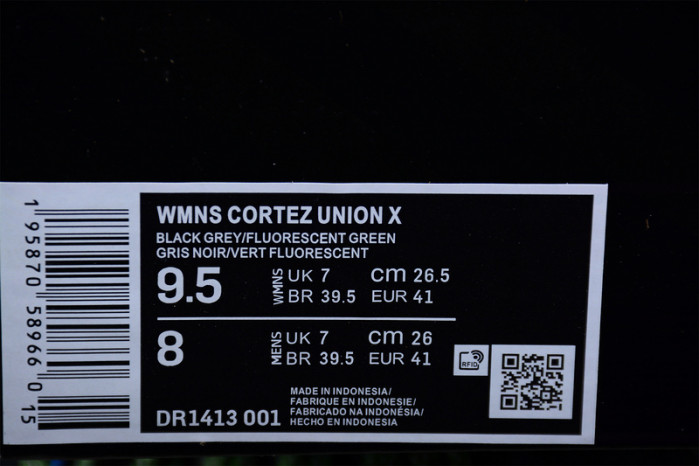 WMNS CORTEZ UNION X
BLACK GREY/FLUORESCENT GREEN
GRIS NOIR/VERT FLUORESCENT
9.5 WMNS UK 7 cm 26.5
BR 39.5 EUR 41
8 MENS UK 7 cm 26
BR 39.5 EUR 41
RFID
MADE IN INDONESIA/
FABRIQUE EN INDONESIE/
FABRICADO NA INDONÉSIA/
HECHO EN INDONESIA
DR1413 001
1 95870 58966 0 15